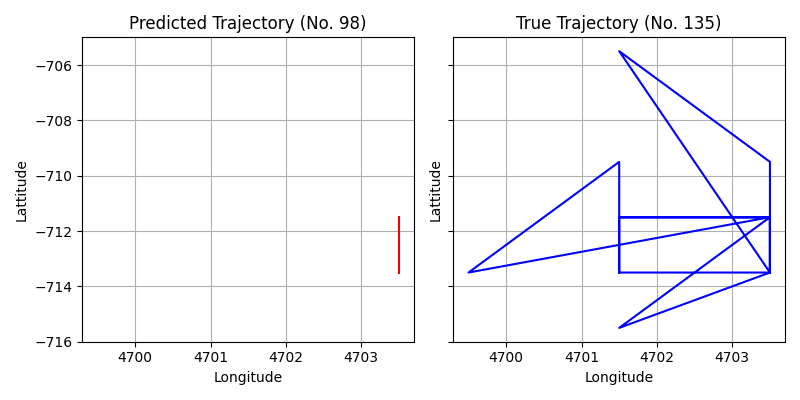 Predicted Trajectory (No. 98)
True Trajectory (No. 135)
Lattitude
−706
−708
−710
−712
−714
−716
4700
4701
4702
4703
Longitude
Lattitude
4700
4701
4702
4703
Longitude